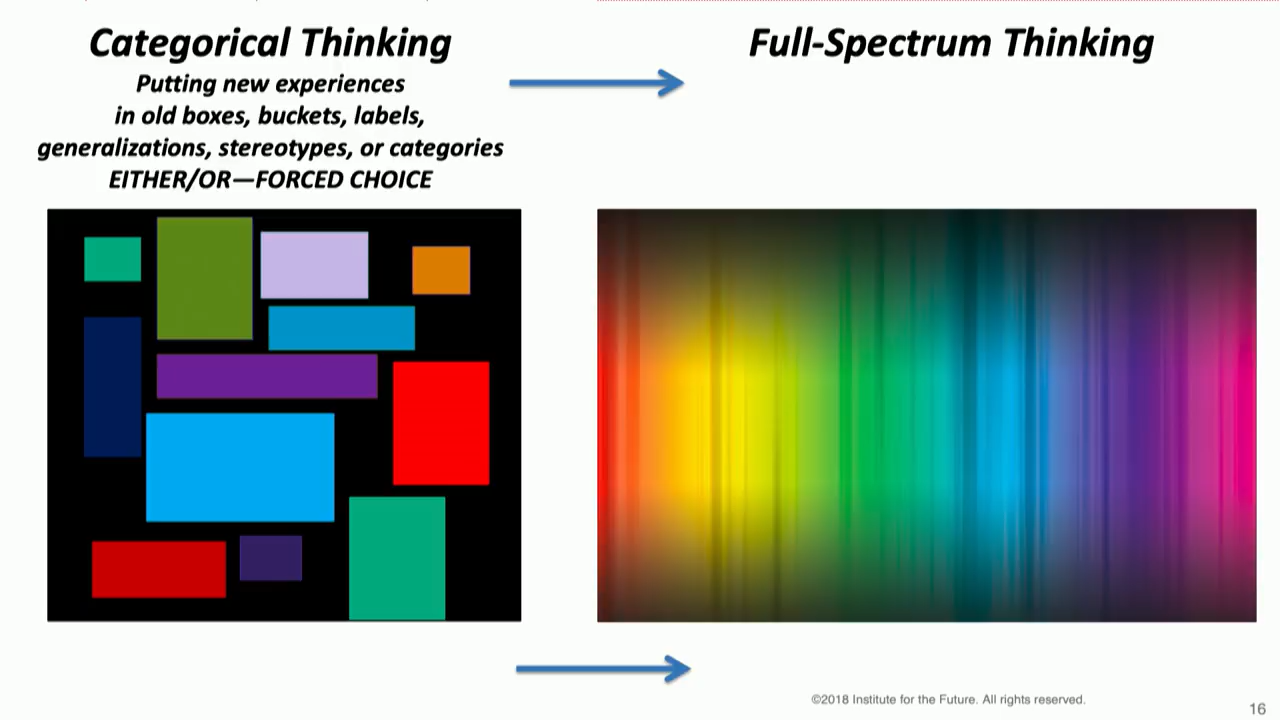 Categorical Thinking
Putting new experiences
in old boxes, buckets, labels,
generalizations, stereotypes, or categories
EITHER/OR—FORCED CHOICE
Full-Spectrum Thinking
©2018 Institute for the Future. All rights reserved.
16